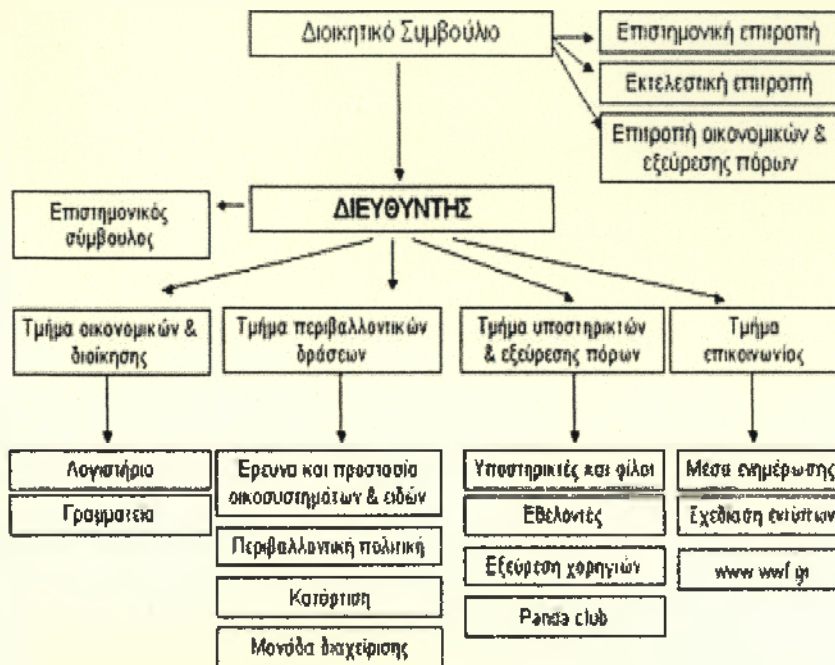 Διοικητικό Συμβούλιο
Επιστημονική επιτροπή
Εκτελεστική επιτροπή
Επιτροπή οικονομικών &
εξεύρεσης πόρων
ΔΙΕΥΘΥΝΤΗΣ
Επιστημονικός
σύμβουλος
Τμήμα οικονομικών &
διοίκησης
Τμήμα περιβαλλοντικών
δράσεων
Τμήμα υποστηρικτών
& εξεύρεσης πόρων
Τμήμα
επικοινωνίας
Λογιστήριο
Γραμματεία
Έρευνα και προστασία
οικοσυστημάτων & ειδών
Περιβαλλοντική πολιτική
Κατάρτιση
Μονάδα διαχείρισης
Υποστηρικτές και φίλοι
Εθελοντές
Εξεύρεση χορηγιών
Panda club
Μέσα ενημέρωσης
Σχεδίαση εντύπων
www.wwf.gr